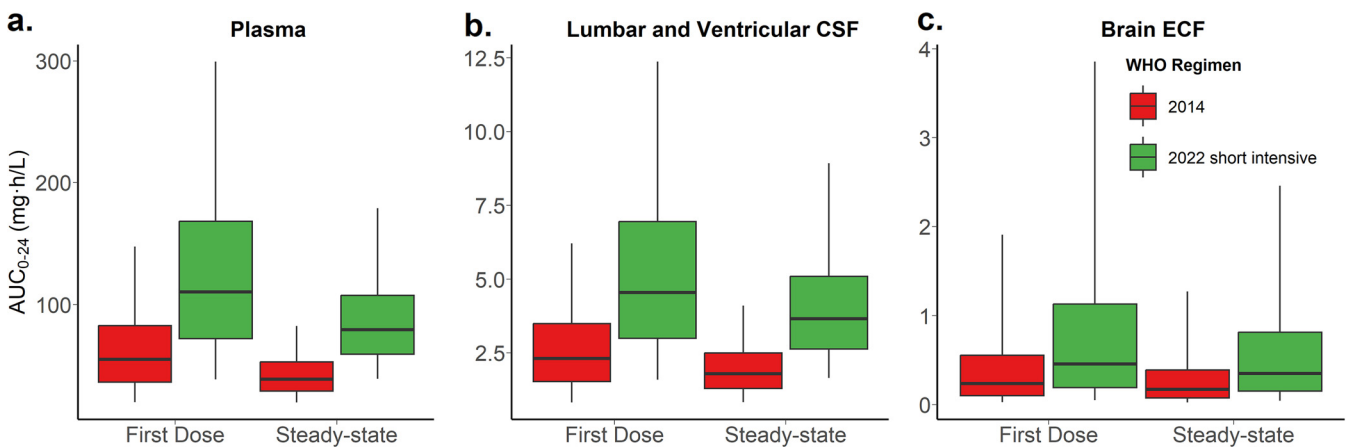 a. Plasma
b. Lumbar and Ventricular CSF
c. Brain ECF
AUC0-24 (mg·h/L)
300
200
100
First Dose Steady-state
12.5
10.0
7.5
5.0
2.5
First Dose Steady-state
4
3
2
1
0
First Dose Steady-state
WHO Regimen
2014
2022 short intensive